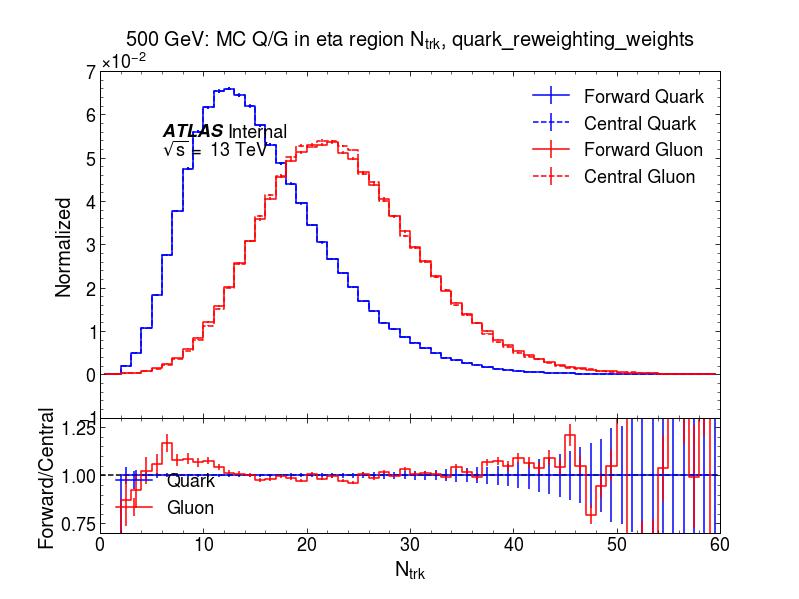 500 GeV: MC Q/G in eta region N_trk, quark_reweighting_weights
×10⁻²
7
6
5
4
3
2
1
0
−1
Normalized
ATLAS Internal
√s = 13 TeV
Forward Quark
Central Quark
Forward Gluon
Central Gluon
1.25
1.00
0.75
Forward/Central
Quark
Gluon
0 10 20 30 40 50 60
N_trk